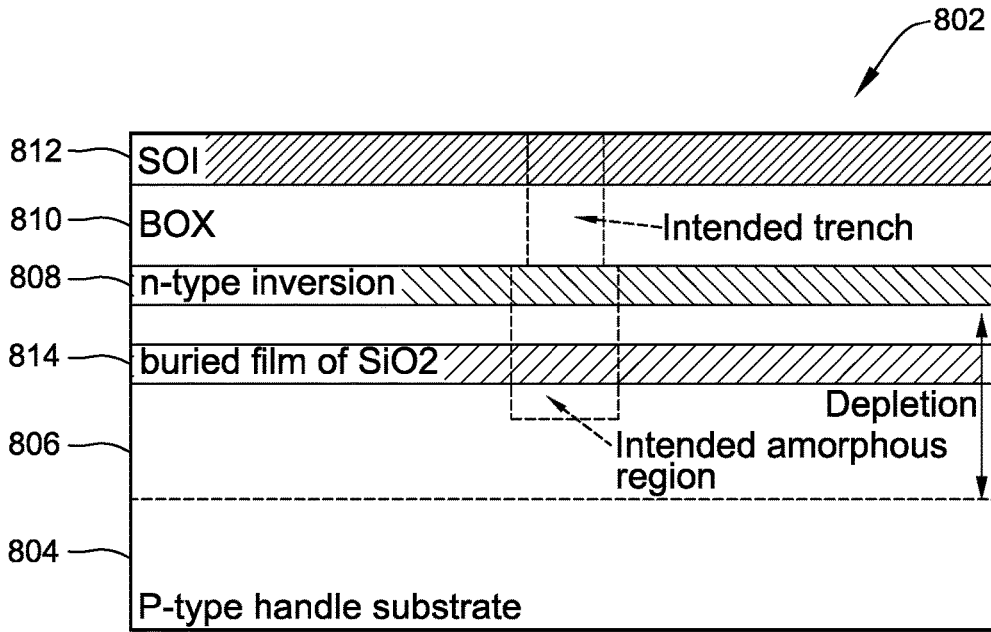 802
812
SOI
810
BOX
Intended trench
808
n-type inversion
814
buried film of SiO2
Depletion
806
Intended amorphous
region
804
P-type handle substrate